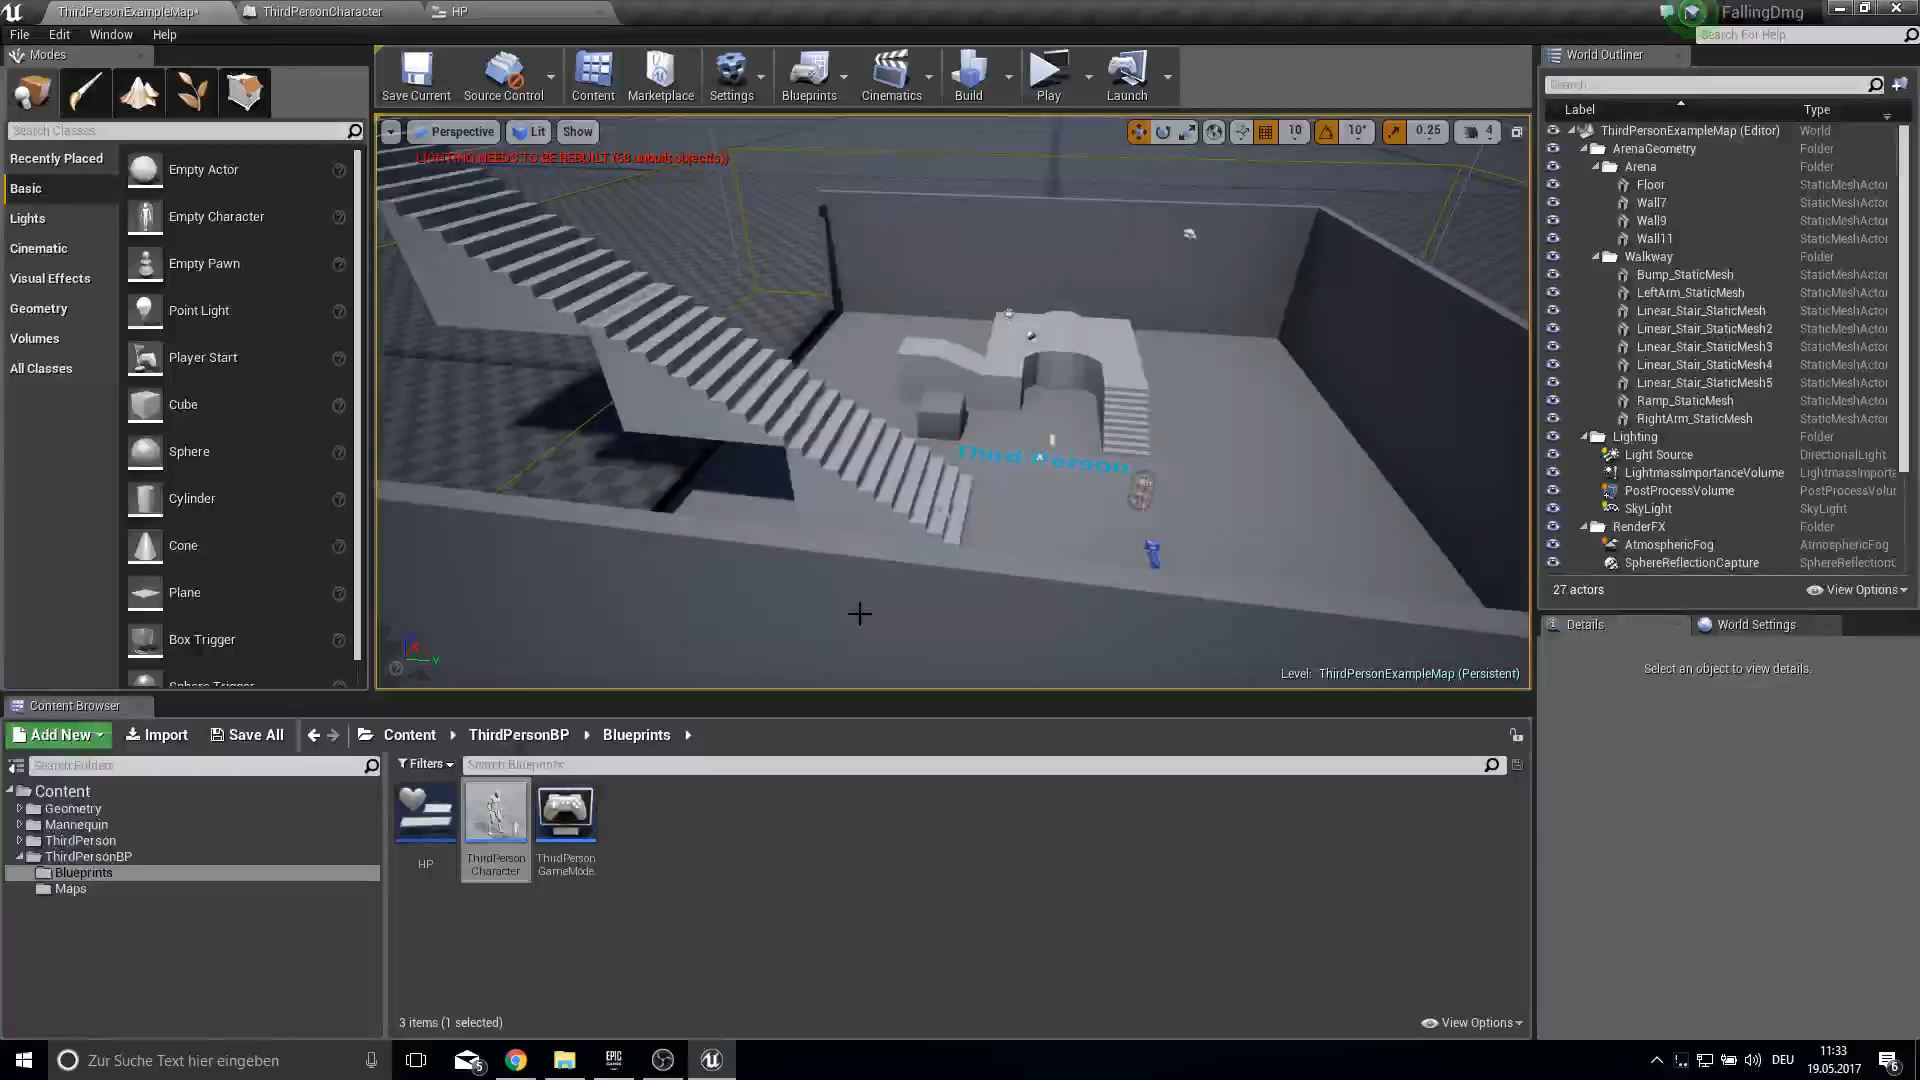 ThirdPersonExampleMap*
ThirdPersonCharacter
HP
FallingDmg
File Edit Window Help
Search For Help
Modes
Search Classes
Recently Placed
Basic
Lights
Cinematic
Visual Effects
Geometry
Volumes
All Classes
Empty Actor
Empty Character
Empty Pawn
Point Light
Player Start
Cube
Sphere
Cylinder
Cone
Plane
Box Trigger
Sphere Trigger
Save Current
Source Control
Content
Marketplace
Settings
Blueprints
Cinematics
Build
Play
Launch
Perspective Lit Show
10 10° 0.25 4
LIGHTING NEEDS TO BE REBUILT (68 unbuilt object(s))
Third Person
Level: ThirdPersonExampleMap (Persistent)
World Outliner
Search...
Label Type
ThirdPersonExampleMap (Editor) World
ArenaGeometry Folder
Arena Folder
Floor StaticMeshActor
Wall7 StaticMeshActor
Wall9 StaticMeshActor
Wall11 StaticMeshActor
Walkway Folder
Bump_StaticMesh StaticMeshActor
LeftArm_StaticMesh StaticMeshActor
Linear_Stair_StaticMesh StaticMeshActor
Linear_Stair_StaticMesh2 StaticMeshActor
Linear_Stair_StaticMesh3 StaticMeshActor
Linear_Stair_StaticMesh4 StaticMeshActor
Linear_Stair_StaticMesh5 StaticMeshActor
Ramp_StaticMesh StaticMeshActor
RightArm_StaticMesh StaticMeshActor
Lighting Folder
Light Source DirectionalLight
LightmassImportanceVolume LightmassImporta
PostProcessVolume PostProcessVolu
SkyLight SkyLight
RenderFX Folder
AtmosphericFog AtmosphericFog
SphereReflectionCapture SphereReflectionC
27 actors
View Options
Details
World Settings
Select an object to view details.
Content Browser
Add New Import Save All
Content ThirdPersonBP Blueprints
Search Folders
Filters
Search Blueprints
Content
Geometry
Mannequin
ThirdPerson
ThirdPersonBP
Blueprints
Maps
HP
ThirdPerson
Character
ThirdPerson
GameMode
3 items (1 selected)
View Options
Zur Suche Text hier eingeben
5
EPIC
GAMES
DEU
11:33
19.05.2017
6